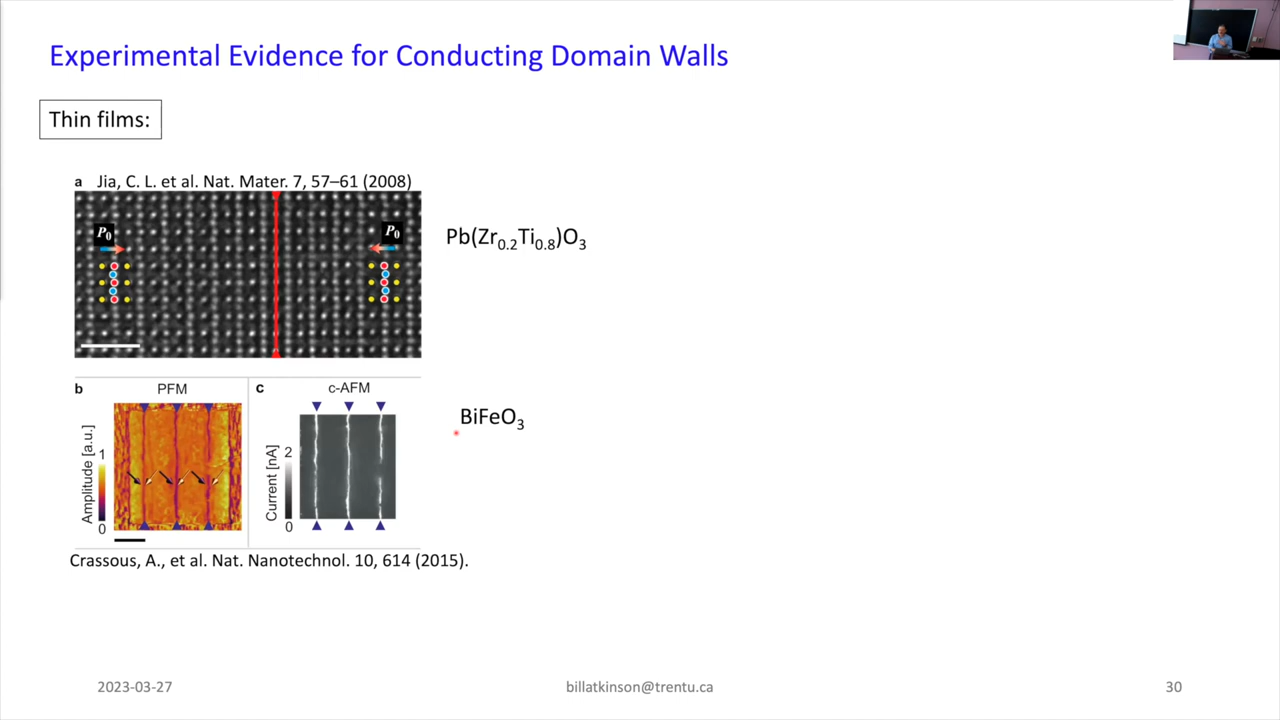 Experimental Evidence for Conducting Domain Walls
Thin films:
a Jia, C. L. et al. Nat. Mater. 7, 57–61 (2008)
P₀ P₀
Pb(Zr₀.₂Ti₀.₈)O₃
b PFM c c-AFM
Amplitude [a.u.]
1
0
Current [nA]
2
0
BiFeO₃
Crassous, A., et al. Nat. Nanotechnol. 10, 614 (2015).
2023-03-27 billatkinson@trentu.ca 30